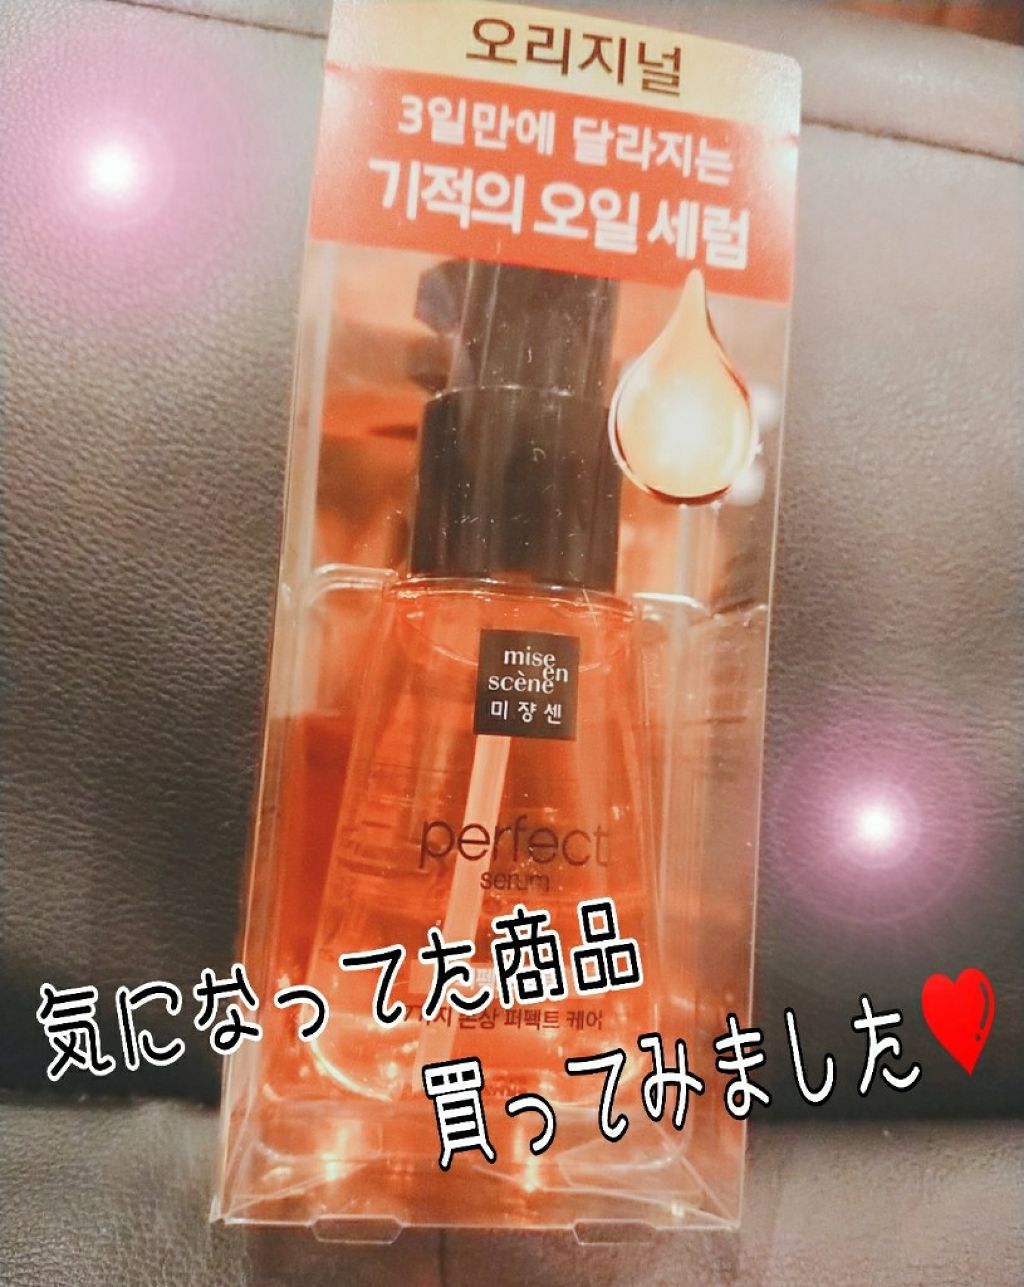 오리지널
3일만에 달라지는
기적의 오일 세럼
mise
en
scène
미쟝센
perfect
serum
손상 퍼펙트 케어
気になってた商品
買ってみました